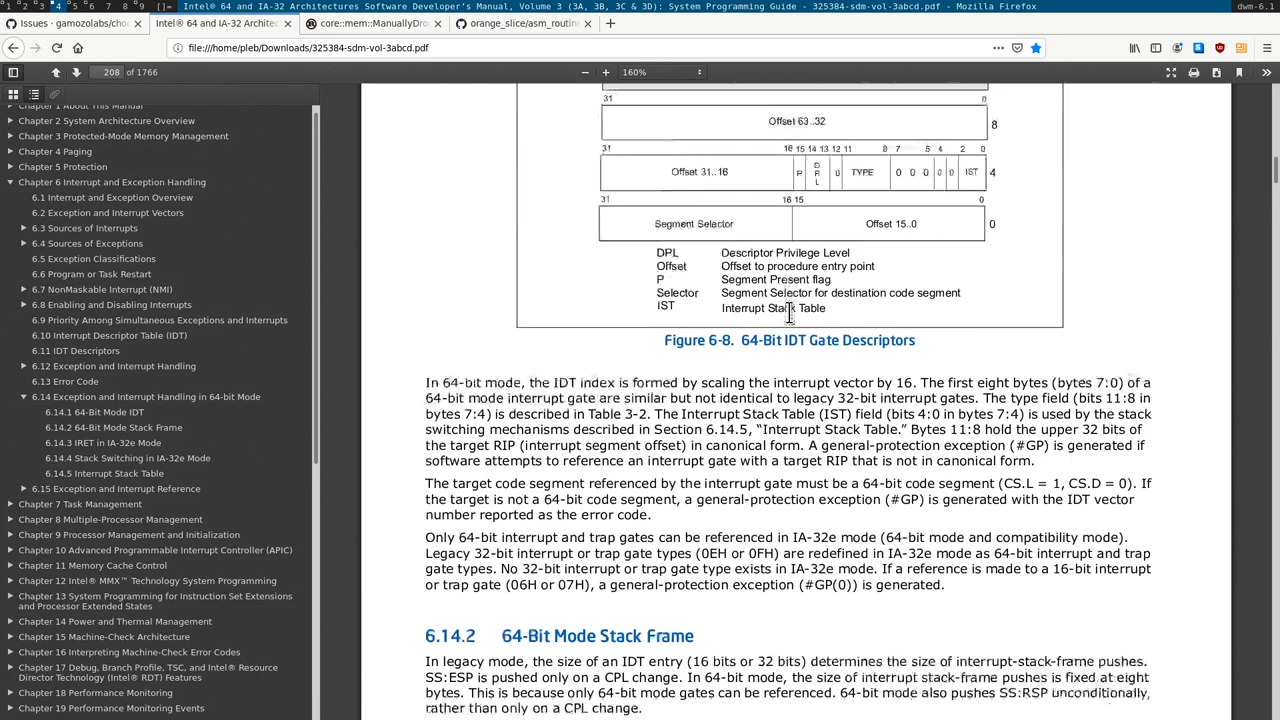 1 2 3 4 5 6 7 8 9 []= Intel® 64 and IA-32 Architectures Software Developer's Manual, Volume 3 (3A, 3B, 3C & 3D): System Programming Guide - 325384-sdm-vol-3abcd.pdf - Mozilla Firefox dwm-6.1
Issues · gamozolabs/cho Intel® 64 and IA-32 Architec core::mem::ManuallyDro orange_slice/asm_routine
file:///home/pleb/Downloads/325384-sdm-vol-3abcd.pdf
208 of 1766 160%
Chapter 1 About This Manual
Chapter 2 System Architecture Overview
Chapter 3 Protected-Mode Memory Management
Chapter 4 Paging
Chapter 5 Protection
Chapter 6 Interrupt and Exception Handling
6.1 Interrupt and Exception Overview
6.2 Exception and Interrupt Vectors
6.3 Sources of Interrupts
6.4 Sources of Exceptions
6.5 Exception Classifications
6.6 Program or Task Restart
6.7 NonMaskable Interrupt (NMI)
6.8 Enabling and Disabling Interrupts
6.9 Priority Among Simultaneous Exceptions and Interrupts
6.10 Interrupt Descriptor Table (IDT)
6.11 IDT Descriptors
6.12 Exception and Interrupt Handling
6.13 Error Code
6.14 Exception and Interrupt Handling in 64-bit Mode
6.14.1 64-Bit Mode IDT
6.14.2 64-Bit Mode Stack Frame
6.14.3 IRET in IA-32e Mode
6.14.4 Stack Switching in IA-32e Mode
6.14.5 Interrupt Stack Table
6.15 Exception and Interrupt Reference
Chapter 7 Task Management
Chapter 8 Multiple-Processor Management
Chapter 9 Processor Management and Initialization
Chapter 10 Advanced Programmable Interrupt Controller (APIC)
Chapter 11 Memory Cache Control
Chapter 12 Intel® MMX™ Technology System Programming
Chapter 13 System Programming for Instruction Set Extensions
and Processor Extended States
Chapter 14 Power and Thermal Management
Chapter 15 Machine-Check Architecture
Chapter 16 Interpreting Machine-Check Error Codes
Chapter 17 Debug, Branch Profile, TSC, and Intel® Resource
Director Technology (Intel® RDT) Features
Chapter 18 Performance Monitoring
Chapter 19 Performance Monitoring Events
31 0
Offset 63..32 8
31 16 15 14 13 12 11 8 7 5 4 2 0
Offset 31..16 P DPL 0 TYPE 0 0 0 0 0 IST 4
31 16 15 0
Segment Selector Offset 15..0 0
DPL Descriptor Privilege Level
Offset Offset to procedure entry point
P Segment Present flag
Selector Segment Selector for destination code segment
IST Interrupt Stack Table
Figure 6-8. 64-Bit IDT Gate Descriptors
In 64-bit mode, the IDT index is formed by scaling the interrupt vector by 16. The first eight bytes (bytes 7:0) of a
64-bit mode interrupt gate are similar but not identical to legacy 32-bit interrupt gates. The type field (bits 11:8 in
bytes 7:4) is described in Table 3-2. The Interrupt Stack Table (IST) field (bits 4:0 in bytes 7:4) is used by the stack
switching mechanisms described in Section 6.14.5, “Interrupt Stack Table.” Bytes 11:8 hold the upper 32 bits of
the target RIP (interrupt segment offset) in canonical form. A general-protection exception (#GP) is generated if
software attempts to reference an interrupt gate with a target RIP that is not in canonical form.
The target code segment referenced by the interrupt gate must be a 64-bit code segment (CS.L = 1, CS.D = 0). If
the target is not a 64-bit code segment, a general-protection exception (#GP) is generated with the IDT vector
number reported as the error code.
Only 64-bit interrupt and trap gates can be referenced in IA-32e mode (64-bit mode and compatibility mode).
Legacy 32-bit interrupt or trap gate types (0EH or 0FH) are redefined in IA-32e mode as 64-bit interrupt and trap
gate types. No 32-bit interrupt or trap gate type exists in IA-32e mode. If a reference is made to a 16-bit interrupt
or trap gate (06H or 07H), a general-protection exception (#GP(0)) is generated.
6.14.2 64-Bit Mode Stack Frame
In legacy mode, the size of an IDT entry (16 bits or 32 bits) determines the size of interrupt-stack-frame pushes.
SS:ESP is pushed only on a CPL change. In 64-bit mode, the size of interrupt stack-frame pushes is fixed at eight
bytes. This is because only 64-bit mode gates can be referenced. 64-bit mode also pushes SS:RSP unconditionally,
rather than only on a CPL change.